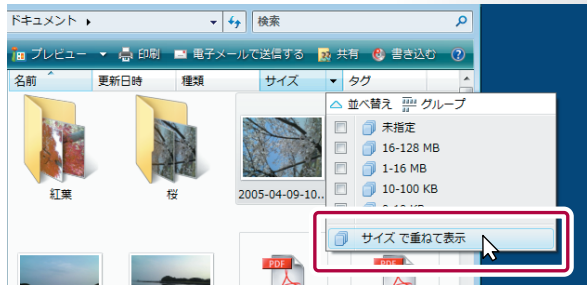 ドキュメント
検索
プレビュー 印刷 電子メールで送信する 共有 書き込む
名前 更新日時 種類 サイズ タグ
並べ替え グループ
未指定
16-128 MB
1-16 MB
10-100 KB
紅葉
桜
2005-04-09-10...
サイズ で重ねて表示
PDF
PDF